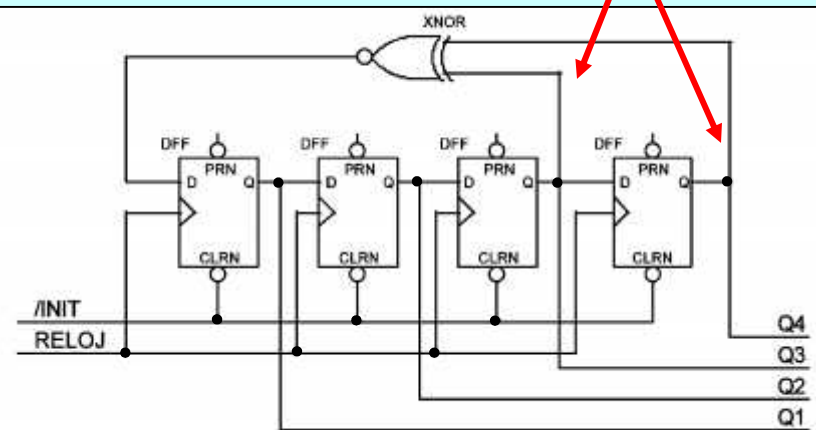 XNOR
DFF DFF DFF DFF
PRN PRN PRN PRN
D Q D Q D Q D Q
CLRN CLRN CLRN CLRN
/INIT
RELOJ
Q4
Q3
Q2
Q1